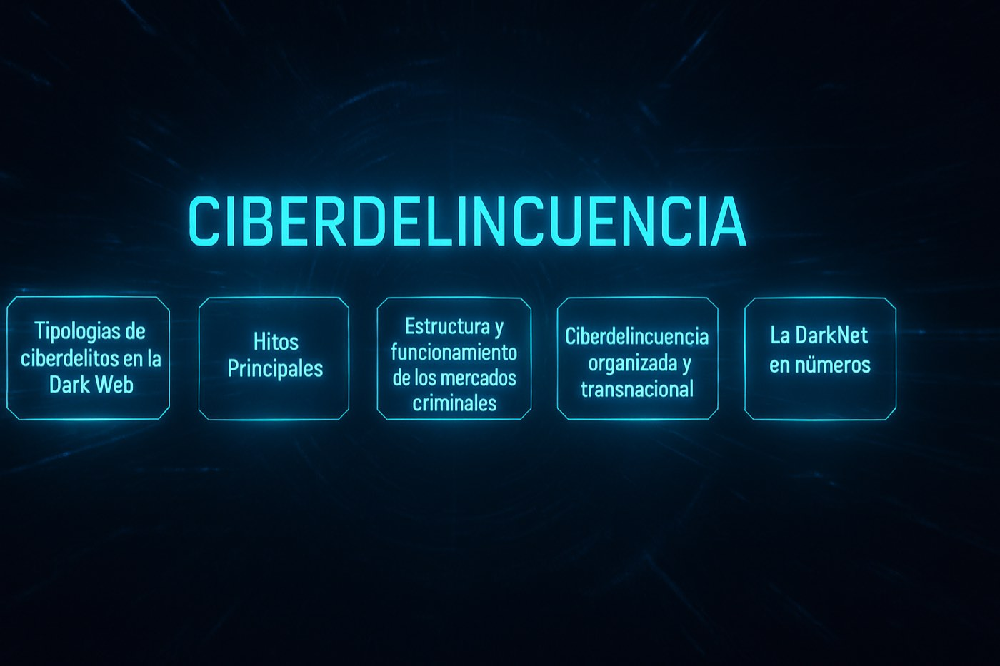 CIBERDELINCUENCIA
Tipologias de
ciberdelitos en la
Dark Web
Hitos
Principales
Estructura y
funcionamiento
de los mercados
criminales
Ciberdelincuencia
organizada y
transnacional
La DarkNet
en nümeros